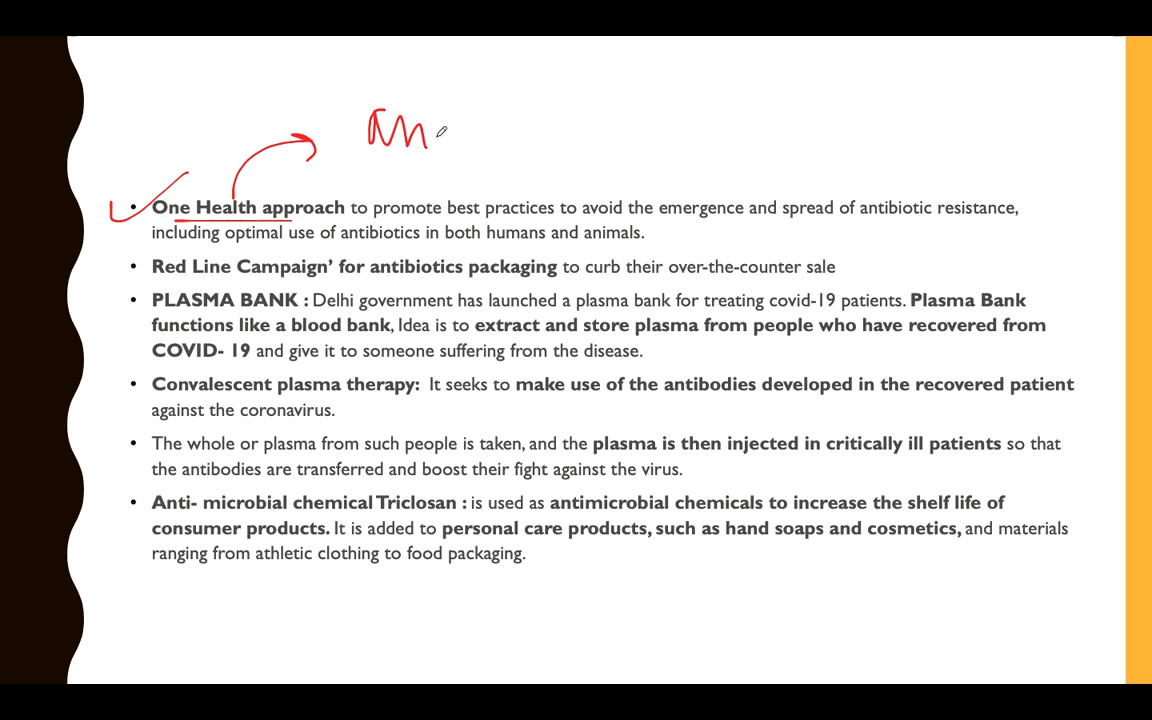 Am
• One Health approach to promote best practices to avoid the emergence and spread of antibiotic resistance,
including optimal use of antibiotics in both humans and animals.
• Red Line Campaign’ for antibiotics packaging to curb their over-the-counter sale
• PLASMA BANK : Delhi government has launched a plasma bank for treating covid-19 patients. Plasma Bank
functions like a blood bank, Idea is to extract and store plasma from people who have recovered from
COVID- 19 and give it to someone suffering from the disease.
• Convalescent plasma therapy: It seeks to make use of the antibodies developed in the recovered patient
against the coronavirus.
• The whole or plasma from such people is taken, and the plasma is then injected in critically ill patients so that
the antibodies are transferred and boost their fight against the virus.
• Anti- microbial chemical Triclosan : is used as antimicrobial chemicals to increase the shelf life of
consumer products. It is added to personal care products, such as hand soaps and cosmetics, and materials
ranging from athletic clothing to food packaging.